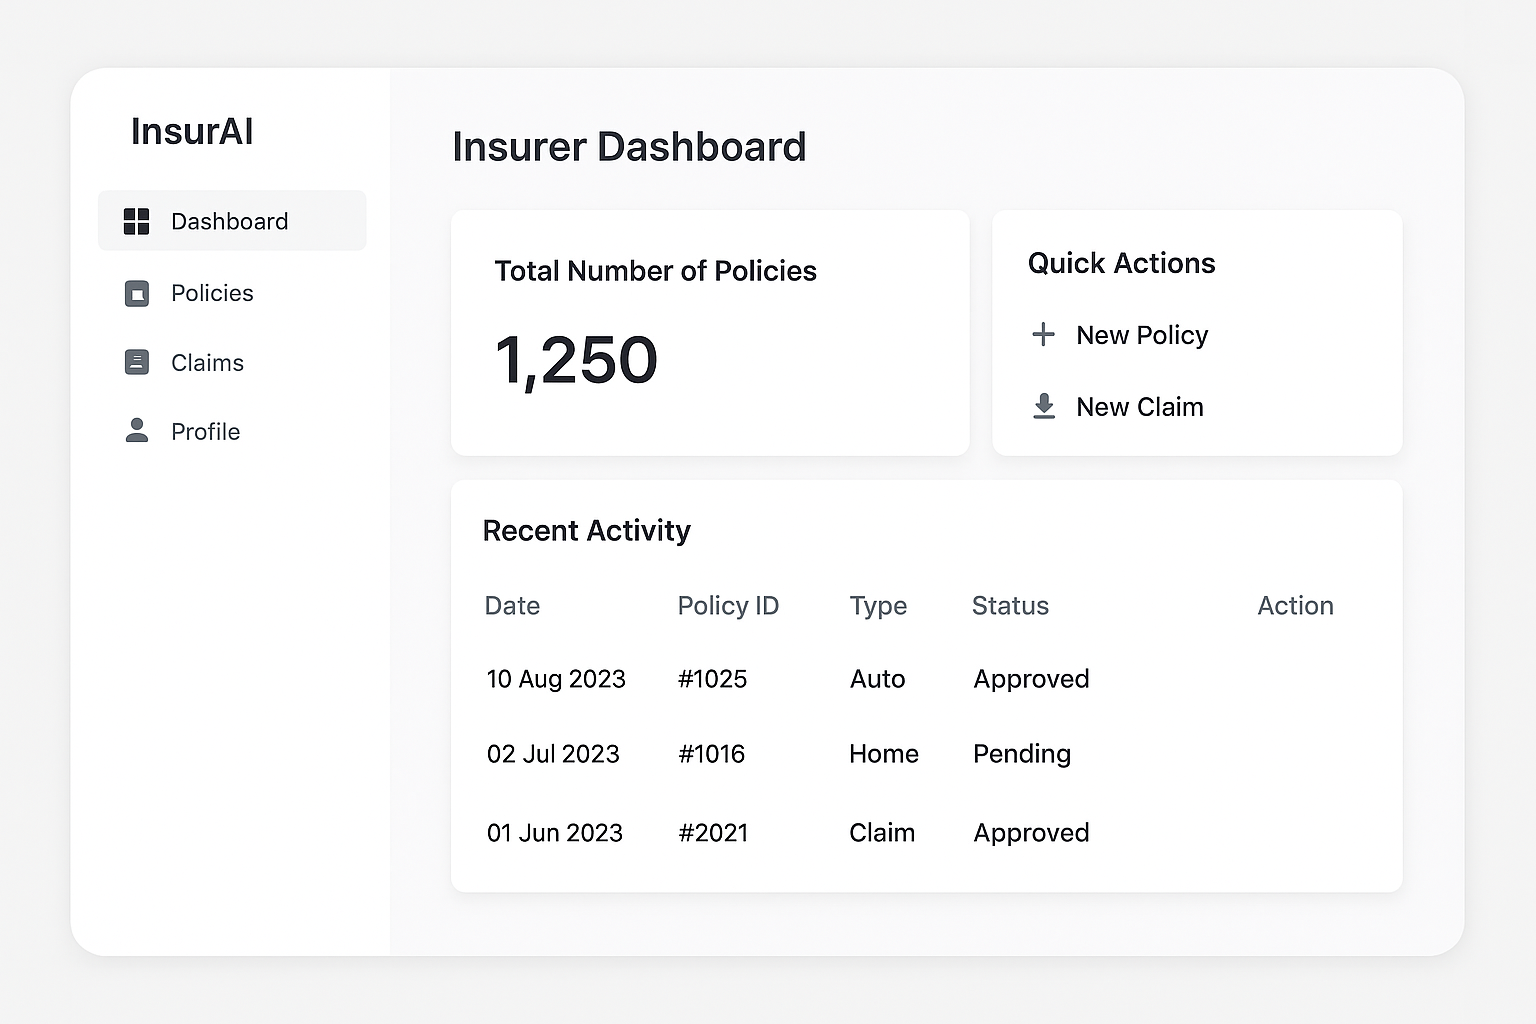 InsurAI
Dashboard
Policies
Claims
Profile
Insurer Dashboard
Total Number of Policies
1,250
Quick Actions
New Policy
New Claim
Recent Activity
Date Policy ID Type Status Action
10 Aug 2023 #1025 Auto Approved
02 Jul 2023 #1016 Home Pending
01 Jun 2023 #2021 Claim Approved